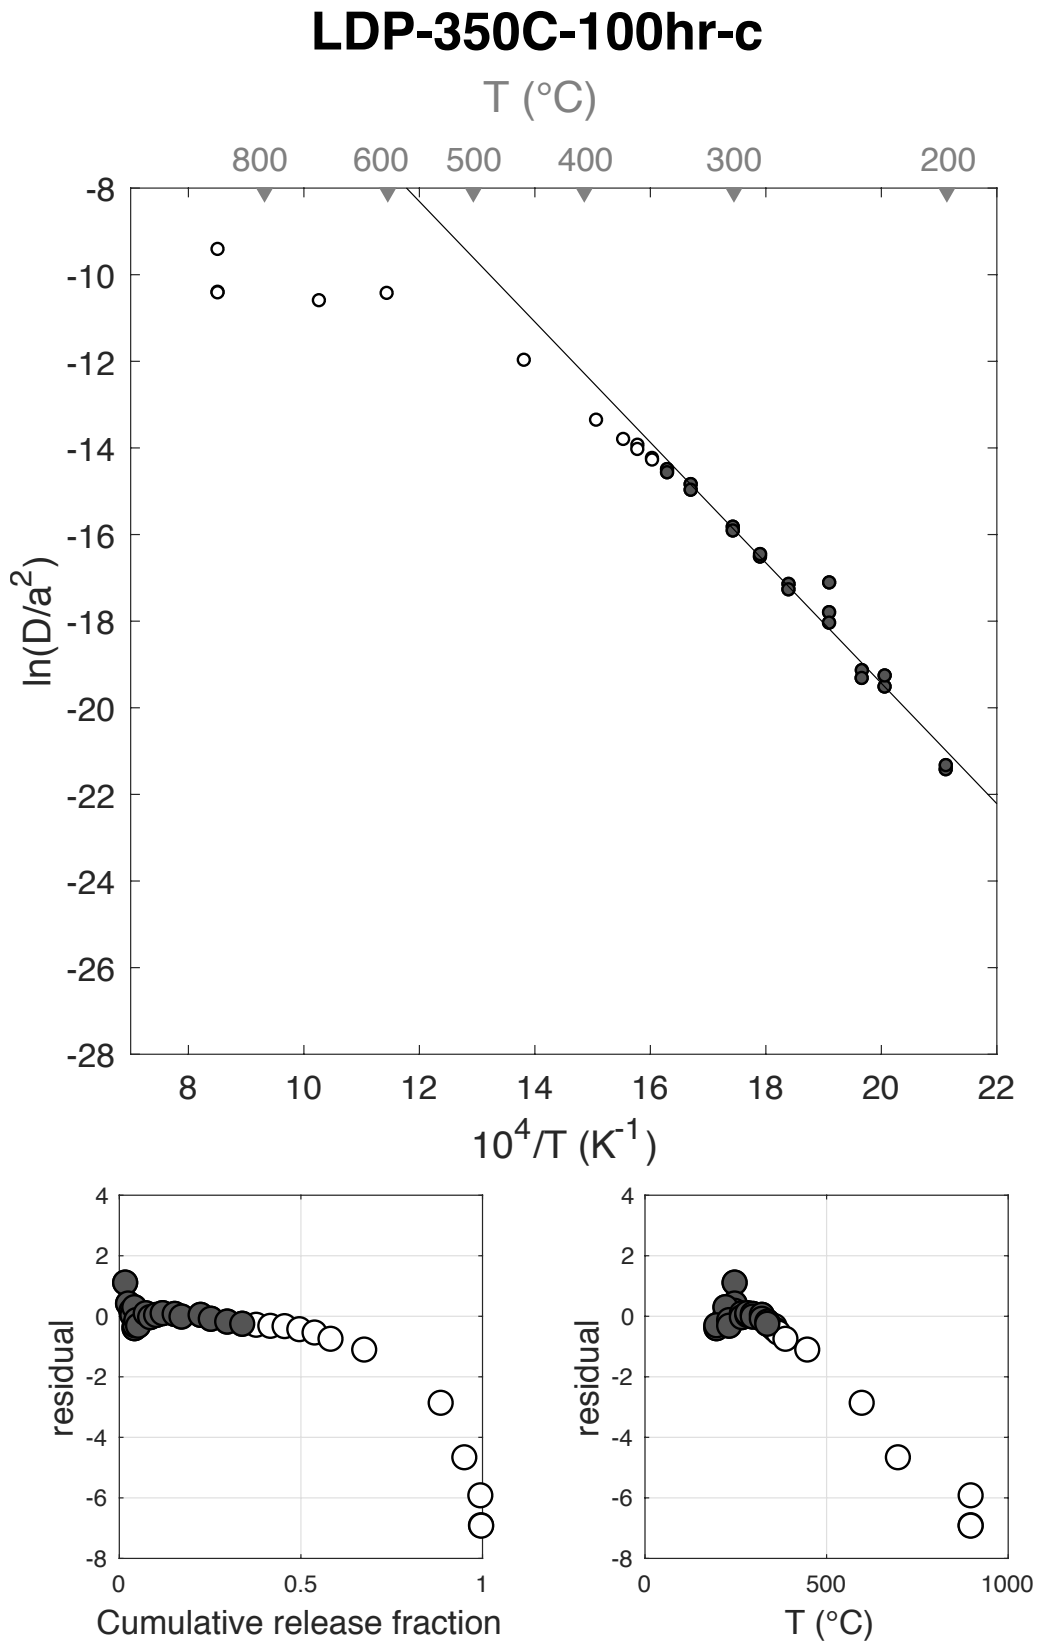 LDP-350C-100hr-c
T (°C)
800 600 500 400 300 200
-8
-10
-12
-14
-16
-18
-20
-22
-24
-26
-28
ln(D/a²)
8 10 12 14 16 18 20 22
10⁴/T (K⁻¹)
4
2
0
-2
-4
-6
-8
residual
0 0.5 1
Cumulative release fraction
4
2
0
-2
-4
-6
-8
residual
0 500 1000
T (°C)